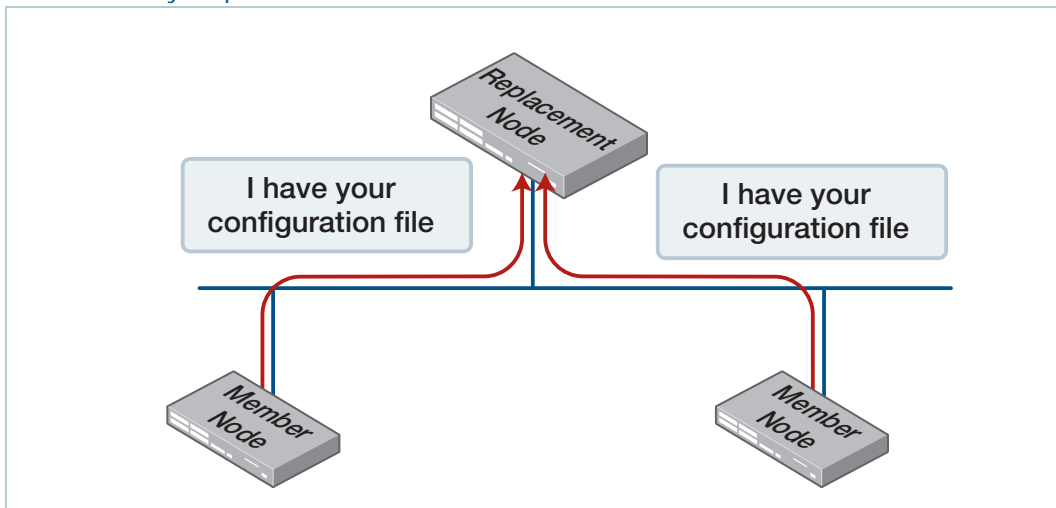 Replacement
Node
I have your
configuration file
I have your
configuration file
Member
Node
Member
Node